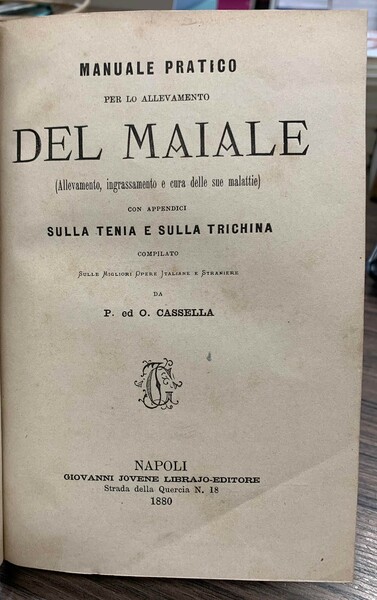 MANUALE PRATICO
PER LO ALLEVAMENTO
DEL MAIALE
(Allevamento, ingrassamento e cura delle sue malattie)
CON APPENDICI
SULLA TENIA E SULLA TRICHINA
COMPILATO
SULLE MIGLIORI OPERE ITALIANE E STRANIERE
DA
P. ed O. CASSELLA
NAPOLI
GIOVANNI JOVENE LIBRAJO-EDITORE
Strada della Quercia N. 18
1880